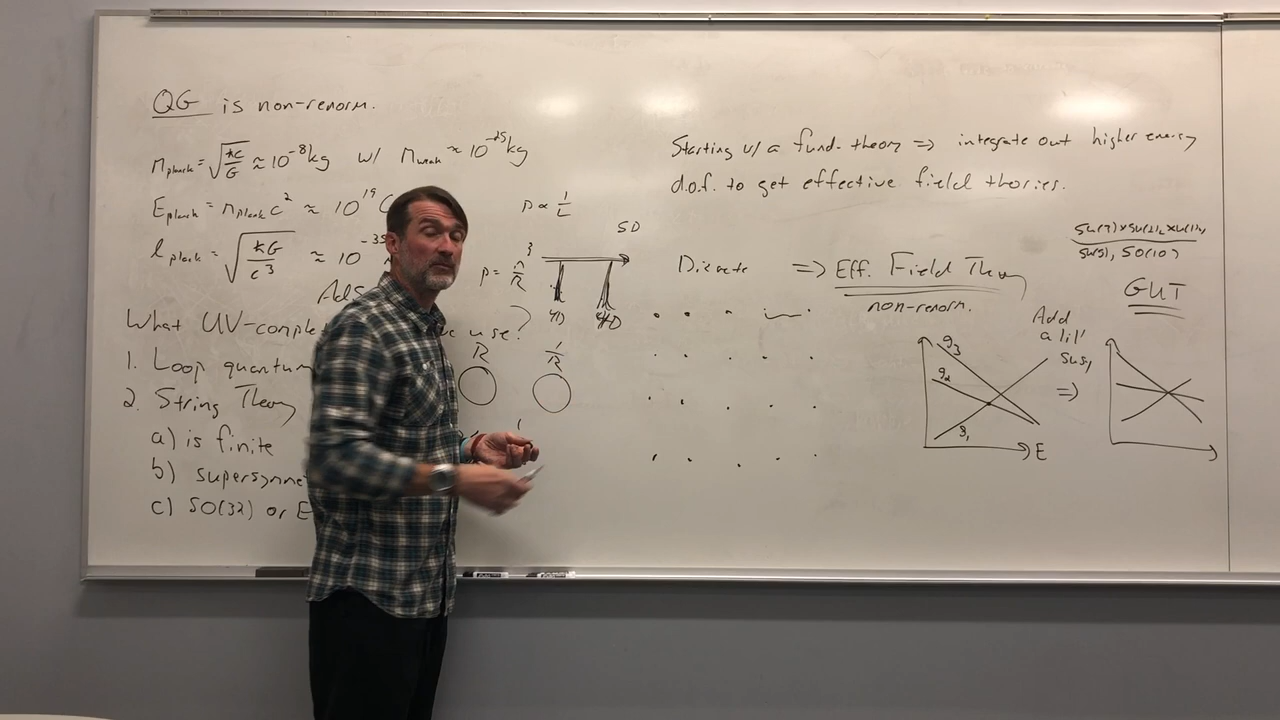 QG is non-renorm.
m_planck = √(ℏc/G) ≈ 10^-8 kg w/ m_weak ≈ 10^-25 kg
E_planck = m_planck c² ≈ 10^19
ℓ_planck = √(ℏG/c³) ≈ 10^-35
AdS
What UV-complet use?
1. Loop quantum
2. String Theory
a) is finite
b) supersymme
c) SO(32) or E
p ∝ 1/L
3
p = n/R
5D
4D 4D
R 1/R
Starting w/ a fund. theory ⇒ integrate out higher energy
d.o.f. to get effective field theories.
Discrete ⇒ Eff. Field Theory
non-renorm.
SU(3)×SU(2)L×U(1)
SU(5), SO(10)
GUT
g3
g2
g1
E
Add
a lil'
susy
⇒